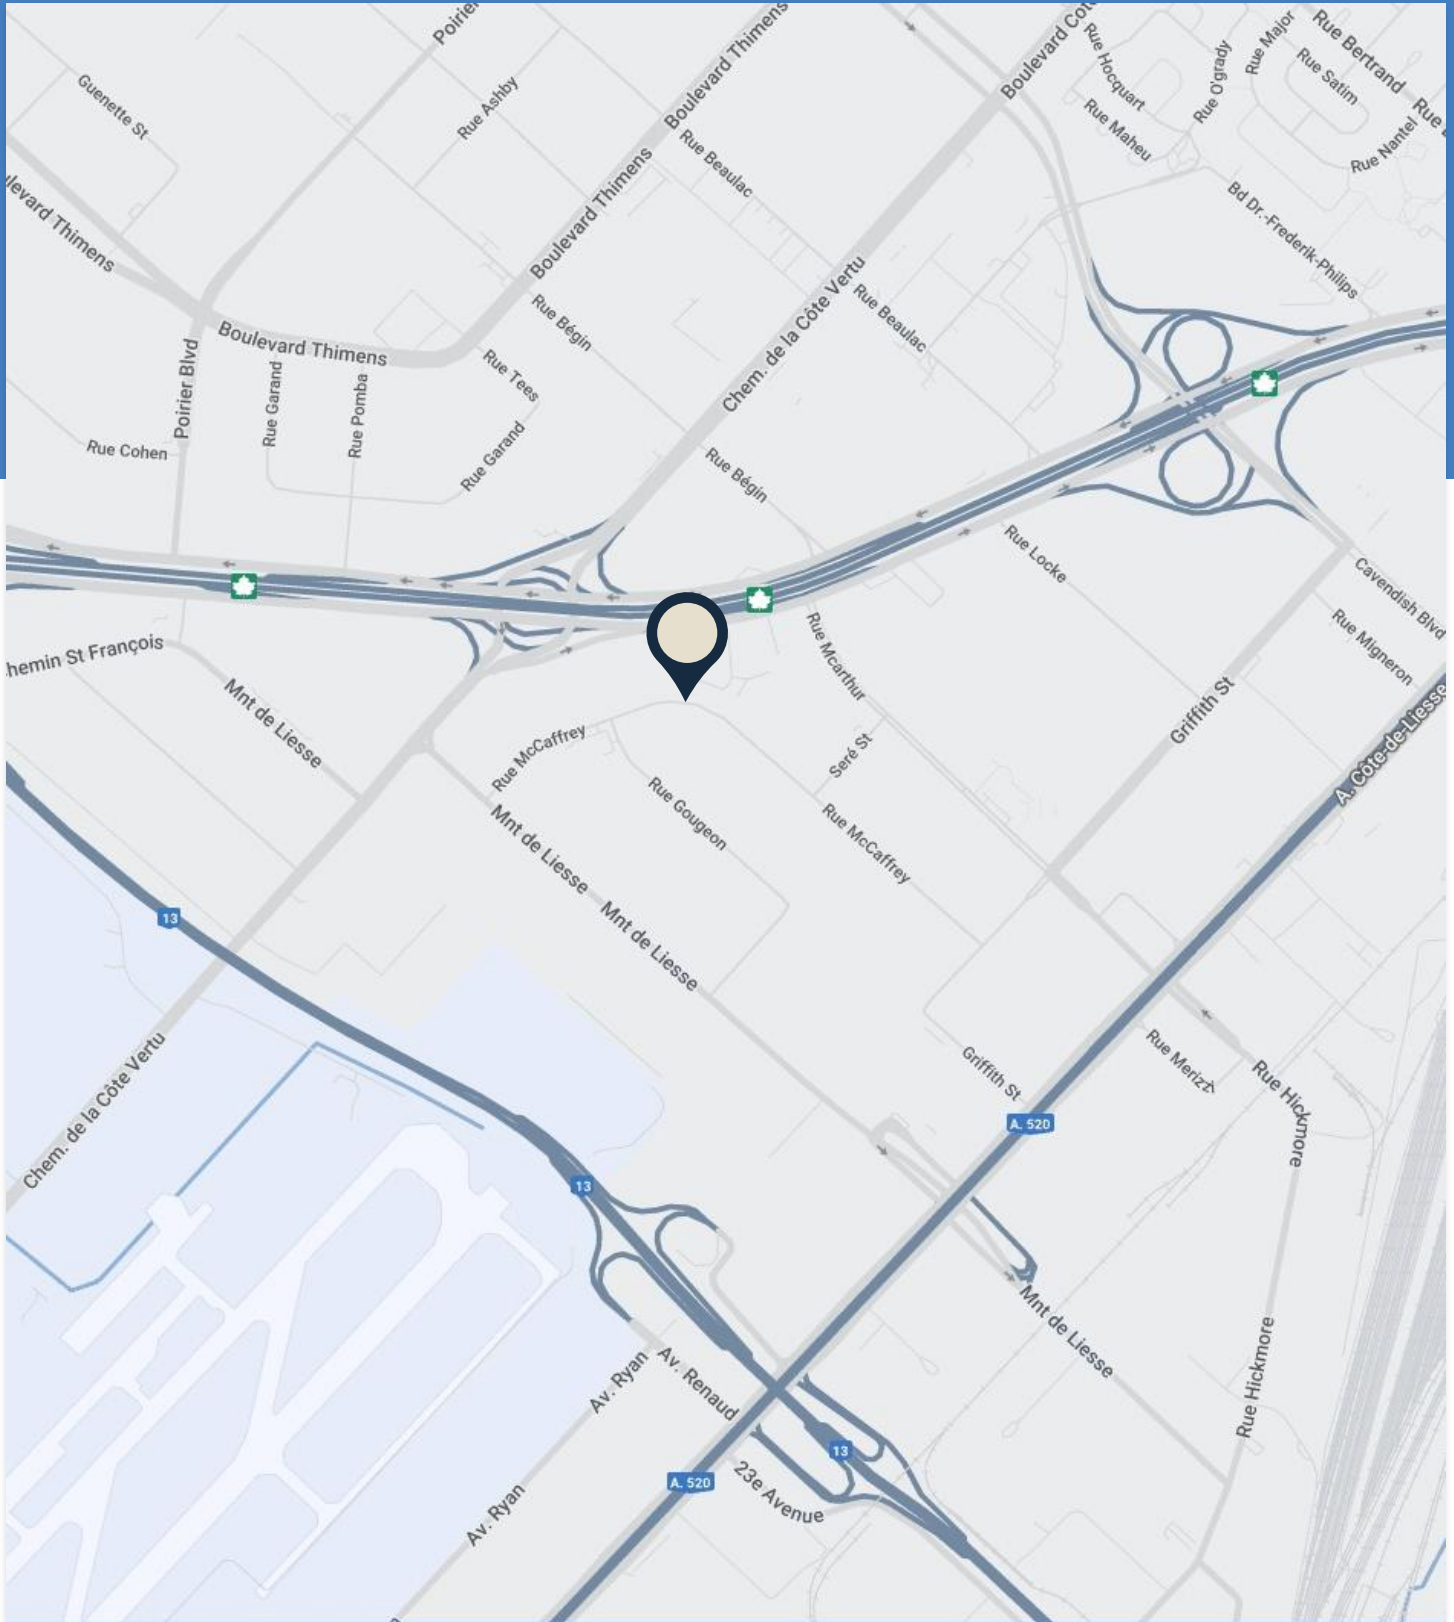 Poirier
Boulevard Thimens
Boulevard Cot
Rue Hocquart
Rue Major
Rue Bertrand
Rue Satim
Rue O'grady
Rue
Guenette St
Rue Ashby
Rue Maheu
Rue Nantel
Rue Beaulac
Boulevard Thimens
levard Thimens
Bd Dr.-Frederik-Philips
Chem. de la Côte Vertu
Rue Beaulac
Rue Bégin
Boulevard Thimens
Poirier Blvd
Rue Garand
Rue Pomba
Rue Tees
Rue Garand
Rue Cohen
Rue Bégin
Rue Locke
Cavendish Blvd
Rue Mcarthur
Rue Migneron
hemin St François
Mnt de Liesse
Griffith St
A. Côte-de-Liesse
Rue McCaffrey
Seré St
Rue Gougeon
Rue McCaffrey
Mnt de Liesse
13
Mnt de Liesse
Chem. de la Côte Vertu
Griffith St
Rue Merizzi
Rue Hickmore
A. 520
13
Mnt de Liesse
Av. Ryan
Av. Renaud
Rue Hickmore
13
A. 520
23e Avenue
Av. Ryan